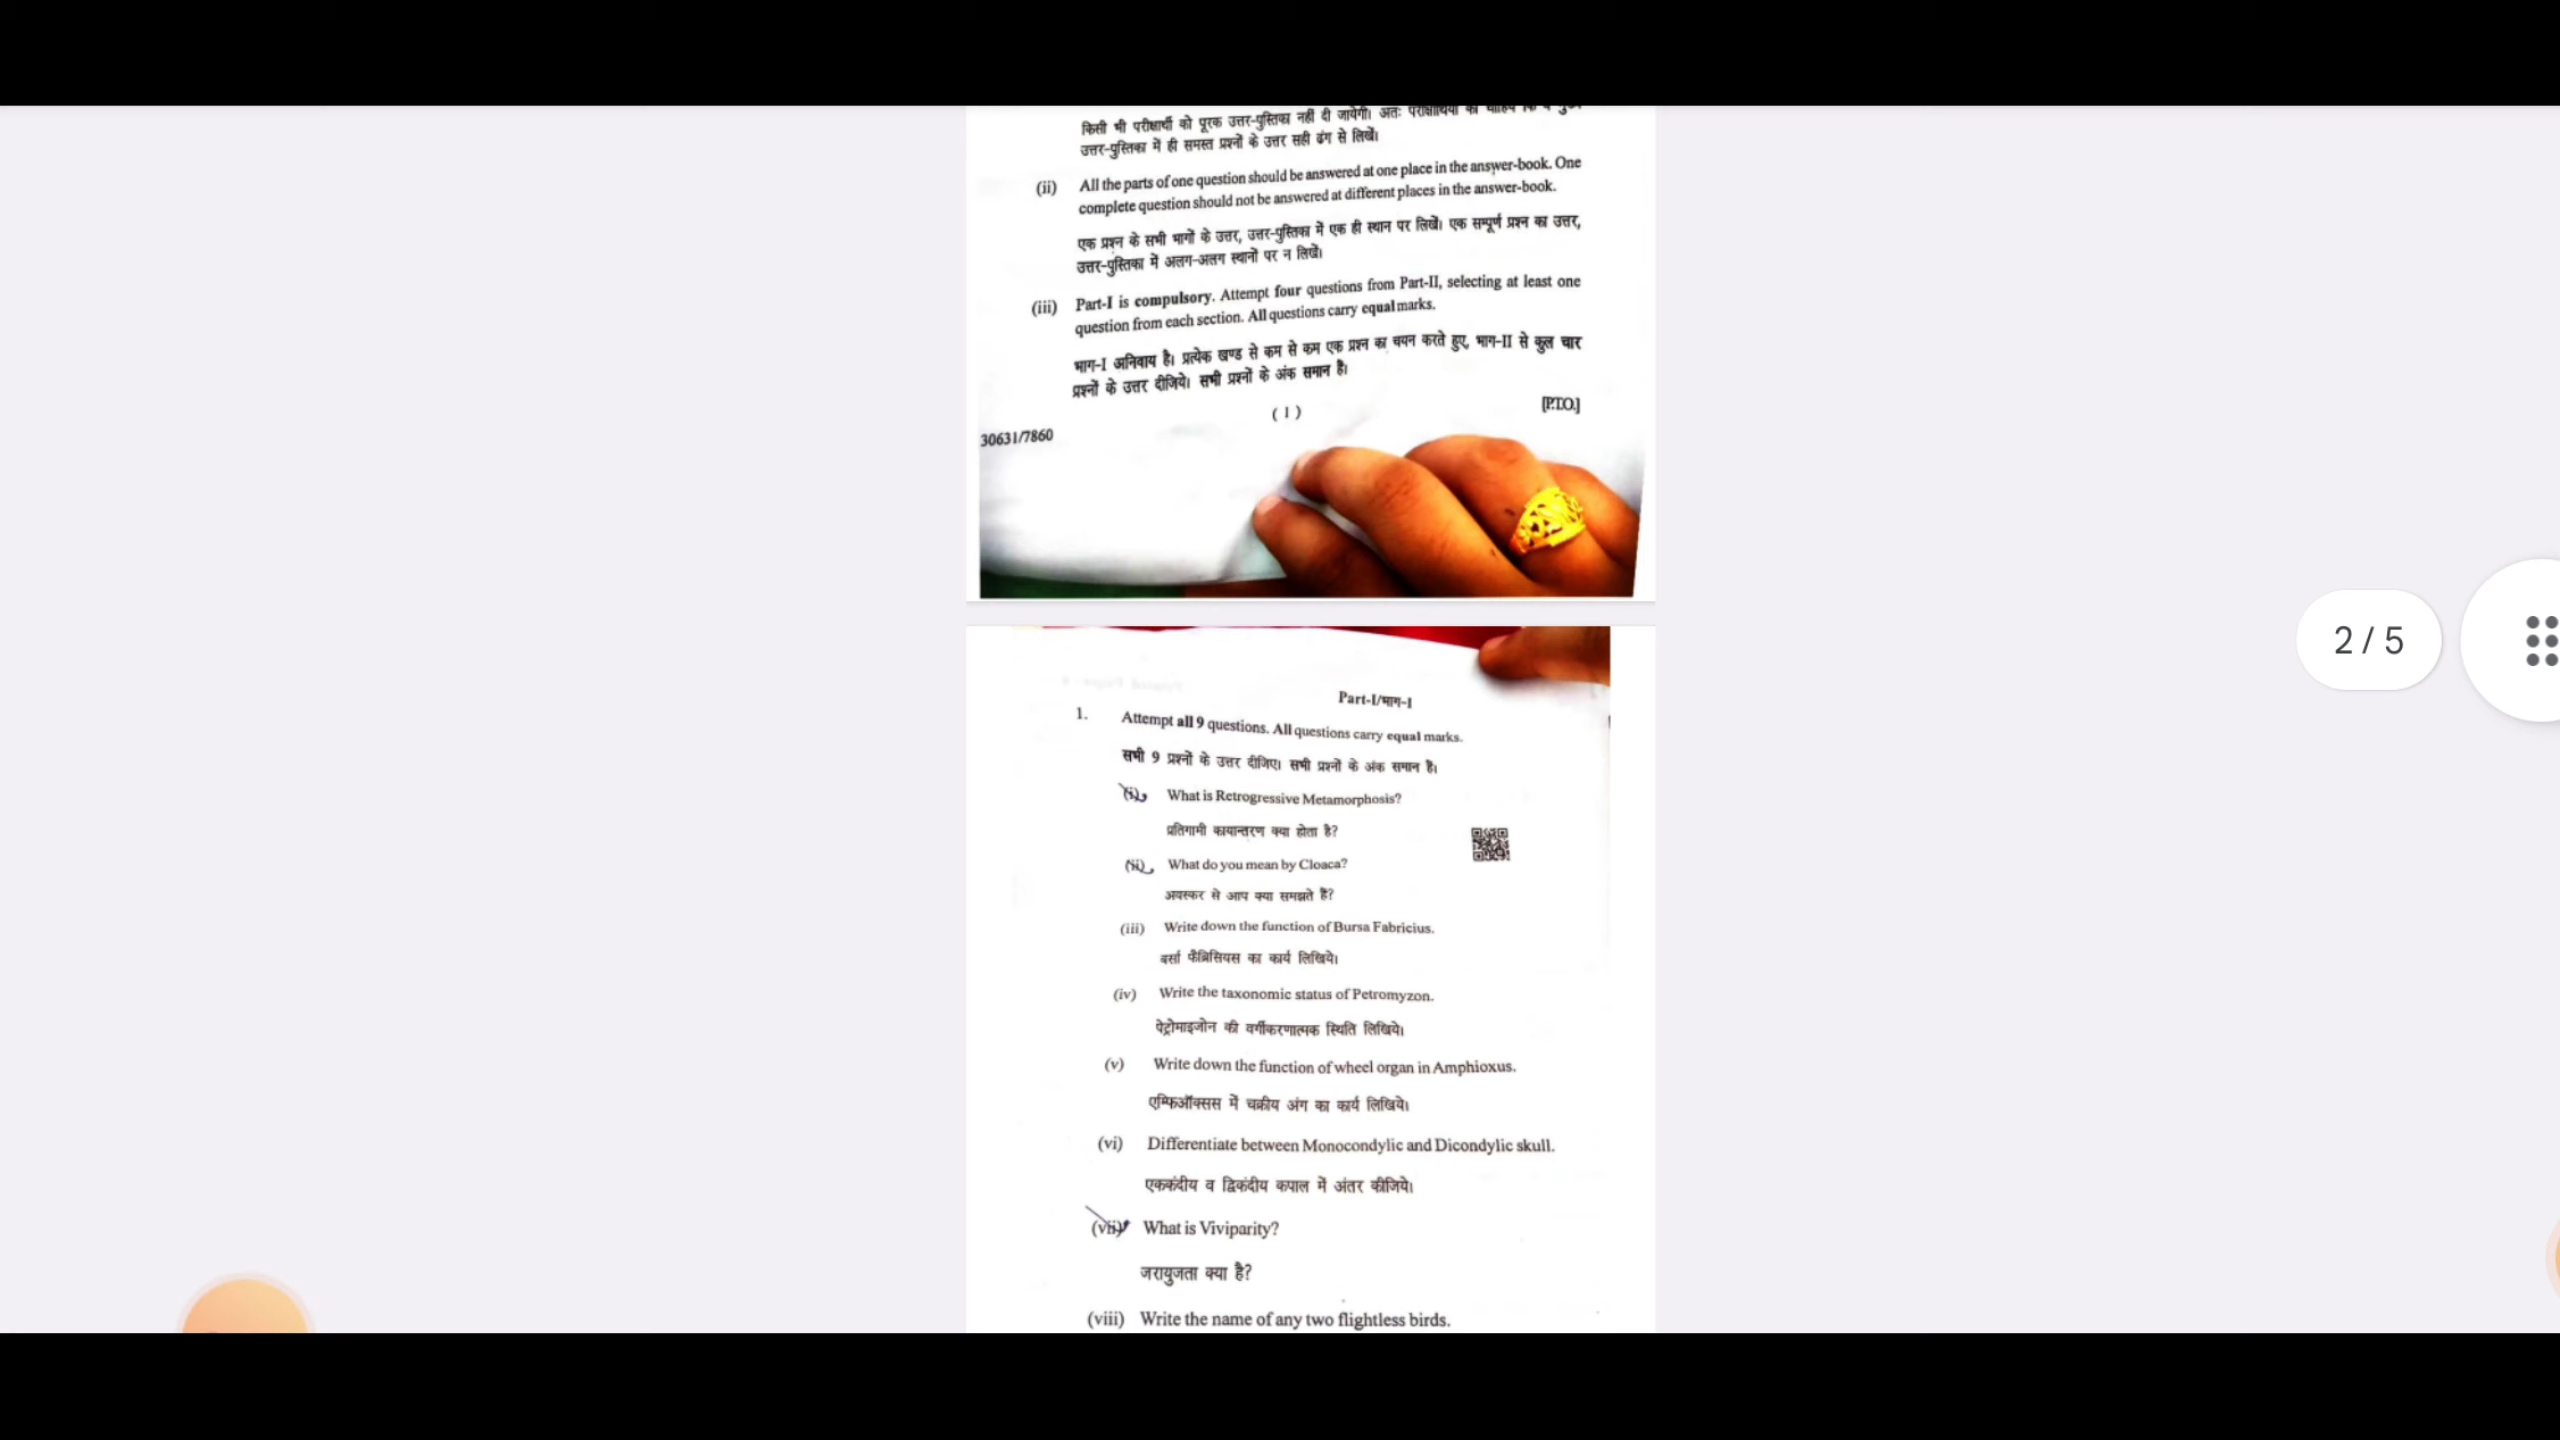 किसी भी परीक्षार्थी को पूरक उत्तर-पुस्तिका नहीं दी जायेगी। अतः परीक्षार्थियों को चाहिए कि वे
उत्तर-पुस्तिका में ही समस्त प्रश्नों के उत्तर सही ढंग से लिखें।
(ii) All the parts of one question should be answered at one place in the answer-book. One
complete question should not be answered at different places in the answer-book.
एक प्रश्न के सभी भागों के उत्तर, उत्तर-पुस्तिका में एक ही स्थान पर लिखें। एक सम्पूर्ण प्रश्न का उत्तर,
उत्तर-पुस्तिका में अलग-अलग स्थानों पर न लिखें।
(iii) Part-I is compulsory. Attempt four questions from Part-II, selecting at least one
question from each section. All questions carry equal marks.
भाग-I अनिवाय है। प्रत्येक खण्ड से कम से कम एक प्रश्न का चयन करते हुए, भाग-II से कुल चार
प्रश्नों के उत्तर दीजिये। सभी प्रश्नों के अंक समान है।
(1)
[P.T.O.]
30631/7860
2 / 5
Part-I/भाग-I
1. Attempt all 9 questions. All questions carry equal marks.
सभी 9 प्रश्नों के उत्तर दीजिए। सभी प्रश्नों के अंक समान है।
(i) What is Retrogressive Metamorphosis?
प्रतिगामी कायान्तरण क्या होता है?
(ii) What do you mean by Cloaca?
अवस्कर से आप क्या समझते हैं?
(iii) Write down the function of Bursa Fabricius.
बर्सा फैब्रिसियस का कार्य लिखिये।
(iv) Write the taxonomic status of Petromyzon.
पेट्रोमाइजोन की वर्गीकरणात्मक स्थिति लिखिये।
(v) Write down the function of wheel organ in Amphioxus.
एम्फिऑक्सस में चक्रीय अंग का कार्य लिखिये।
(vi) Differentiate between Monocondylic and Dicondylic skull.
एककंदीय व द्विकंदीय कपाल में अंतर कीजिये।
(vii) What is Viviparity?
जरायुजता क्या है?
(viii) Write the name of any two flightless birds.